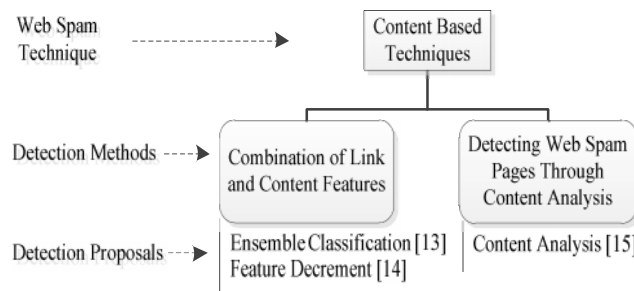 Web Spam
Technique
Content Based
Techniques
Detection Methods
Combination of Link
and Content Features
Detecting Web Spam
Pages Through
Content Analysis
Detection Proposals
Ensemble Classification [13]
Feature Decrement [14]
Content Analysis [15]